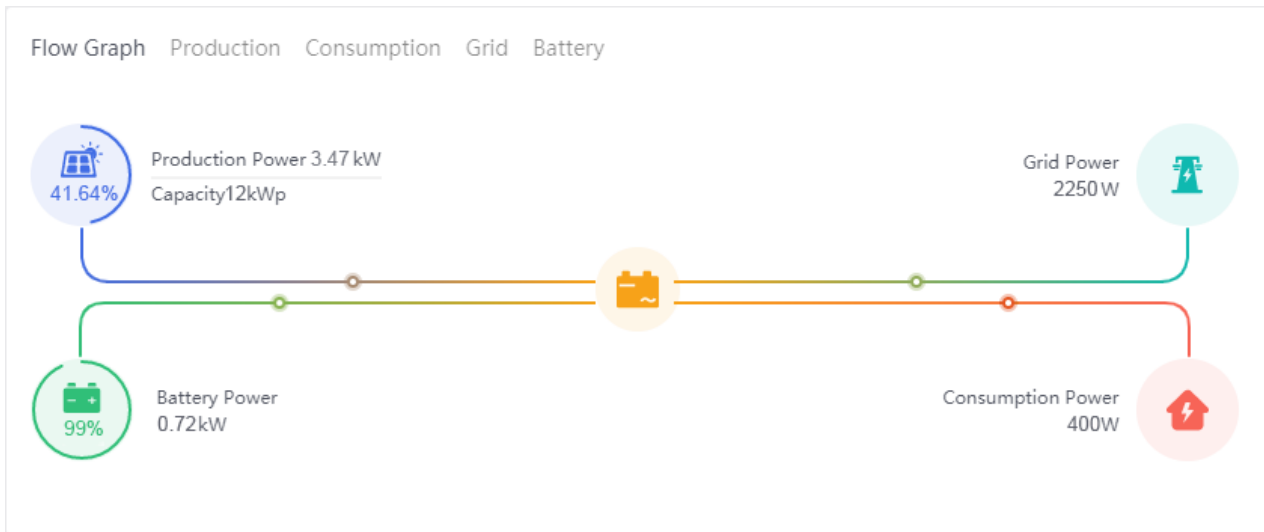 Flow Graph Production Consumption Grid Battery
Production Power 3.47 kW
41.64%
Capacity12kWp
Grid Power
2250 W
Battery Power
0.72kW
99%
Consumption Power
400W